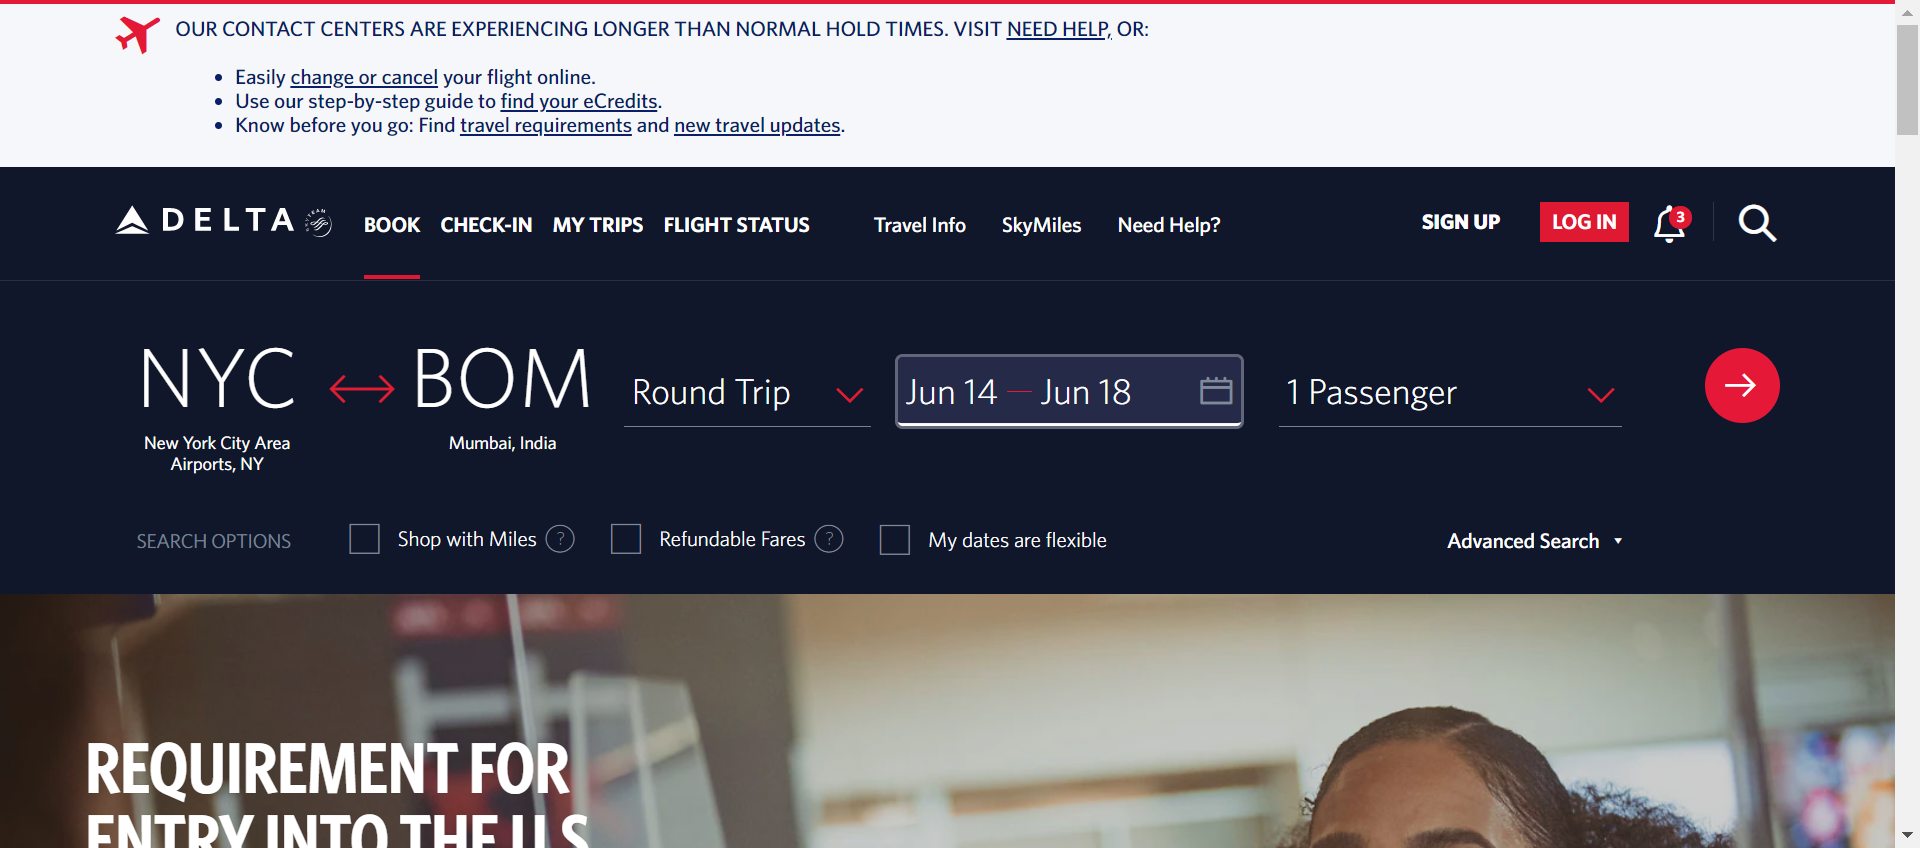 OUR CONTACT CENTERS ARE EXPERIENCING LONGER THAN NORMAL HOLD TIMES. VISIT NEED HELP, OR:
• Easily change or cancel your flight online.
• Use our step-by-step guide to find your eCredits.
• Know before you go: Find travel requirements and new travel updates.
DELTA BOOK CHECK-IN MY TRIPS FLIGHT STATUS Travel Info SkyMiles Need Help? SIGN UP LOG IN 3
NYC BOM Round Trip Jun 14 — Jun 18 1 Passenger
New York City Area Mumbai, India
Airports, NY
SEARCH OPTIONS Shop with Miles ? Refundable Fares ? My dates are flexible Advanced Search
REQUIREMENT FOR
ENTRY INTO THE U.S